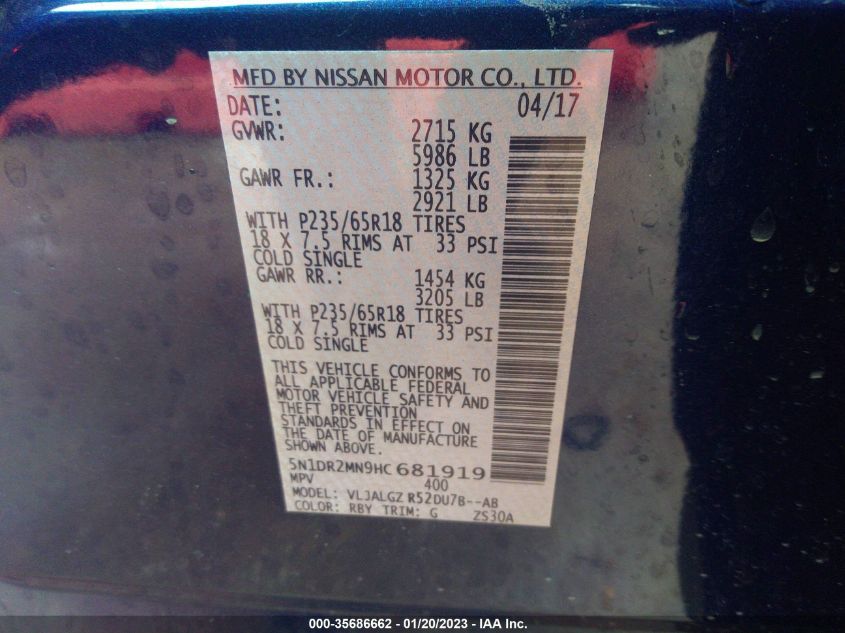 MFD BY NISSAN MOTOR CO., LTD.
DATE: 04/17
GVWR: 2715 KG
5986 LB
GAWR FR.: 1325 KG
2921 LB
WITH P235/65R18 TIRES
18 X 7.5 RIMS AT 33 PSI
COLD SINGLE
GAWR RR.: 1454 KG
3205 LB
WITH P235/65R18 TIRES
18 X 7.5 RIMS AT 33 PSI
COLD SINGLE
THIS VEHICLE CONFORMS TO
ALL APPLICABLE FEDERAL
MOTOR VEHICLE SAFETY AND
THEFT PREVENTION
STANDARDS IN EFFECT ON
THE DATE OF MANUFACTURE
SHOWN ABOVE.
5N1DR2MN9HC 681919
MPV 400
MODEL: VLJALGZ R52DU7B--AB
COLOR: RBY TRIM: G ZS30A
000-35686662 - 01/20/2023 - IAA Inc.